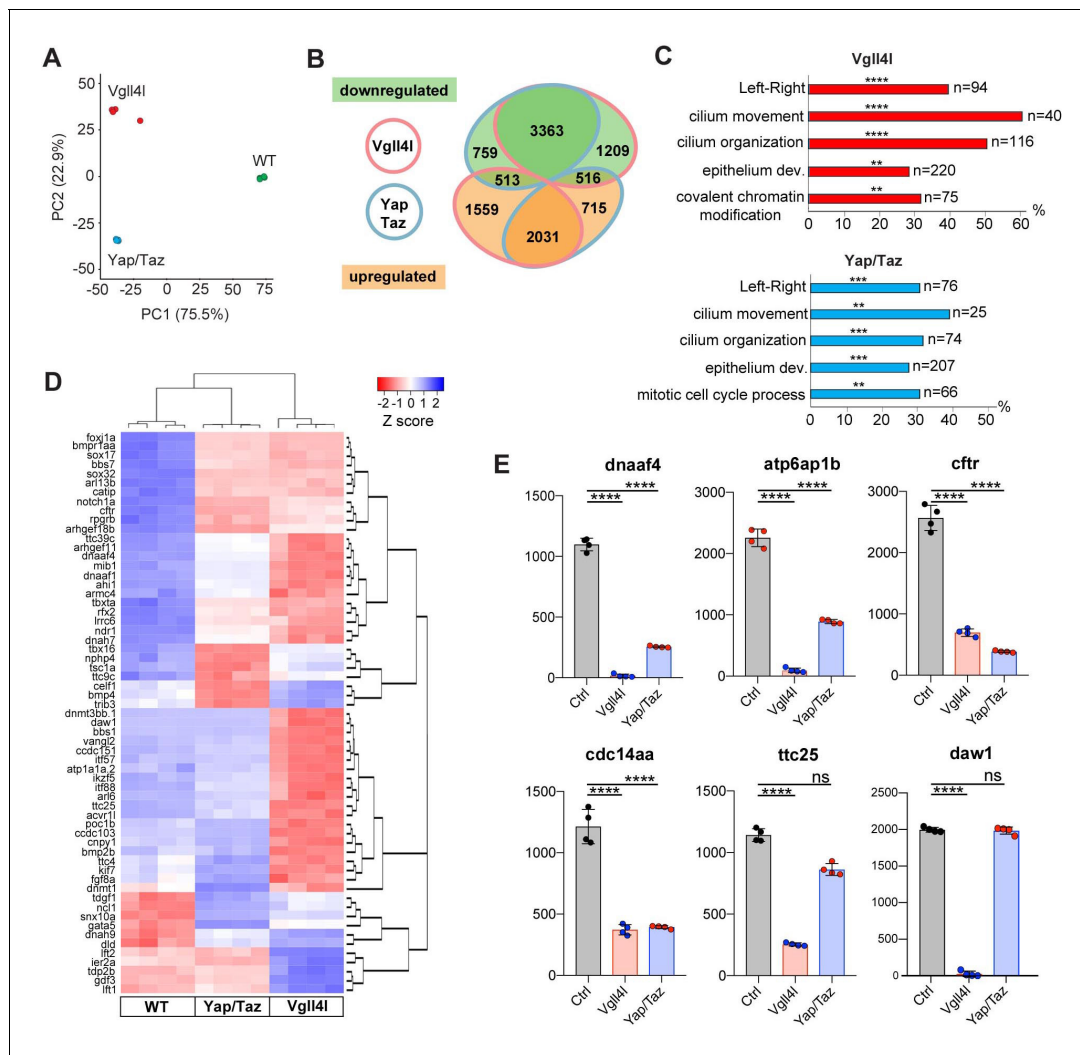 A
Vgll4l
WT
Yap/Taz
50
25
0
-25
-50
PC2 (22.9%)
-50 -25 0 25 50 75
PC1 (75.5%)
B
downregulated
Vgll4l
Yap
Taz
upregulated
3363
759
1209
513
516
1559
715
2031
C
Vgll4l
Left-Right **** n=94
cilium movement **** n=40
cilium organization **** n=116
epithelium dev. ** n=220
covalent chromatin
modification ** n=75
0 10 20 30 40 50 60 %
Yap/Taz
Left-Right *** n=76
cilium movement ** n=25
cilium organization *** n=74
epithelium dev. *** n=207
mitotic cell cycle process ** n=66
0 10 20 30 40 50 %
D
-2 -1 0 1 2
Z score
foxj1a
bmpr1aa
sox17
bbs7
sox32
arl13b
catip
notch1a
cftr
rpgrb
arhgef18b
ttc39c
arhgef11
dnaaf4
mib1
dnaaf1
ahi1
armc4
tbxta
rfx2
lrrc6
ndr1
dnah7
tbx16
nphp4
tsc1a
ttc9c
celf1
bmp4
trib3
dnmt3bb.1
daw1
bbs1
vangl2
ccdc151
itf57
atp1a1a.2
ikzf5
itf88
arl6
ttc25
acvr1l
poc1b
ccdc103
cnpy1
bmp2b
ttc4
kif7
fgf8a
dnmt1
tdgf1
ncl1
snx10a
gata5
dnah9
dld
lft2
ier2a
tdp2b
gdf3
lft1
WT Yap/Taz Vgll4l
E
dnaaf4
****
****
1500
1000
500
0
Ctrl Vgll4l Yap/Taz
atp6ap1b
****
****
3000
2000
1000
0
Ctrl Vgll4l Yap/Taz
cftr
****
****
3000
2000
1000
0
Ctrl Vgll4l Yap/Taz
cdc14aa
****
****
1500
1000
500
0
Ctrl Vgll4l Yap/Taz
ttc25
ns
****
1500
1000
500
0
Ctrl Vgll4l Yap/Taz
daw1
ns
****
2500
2000
1500
1000
500
0
Ctrl Vgll4l Yap/Taz